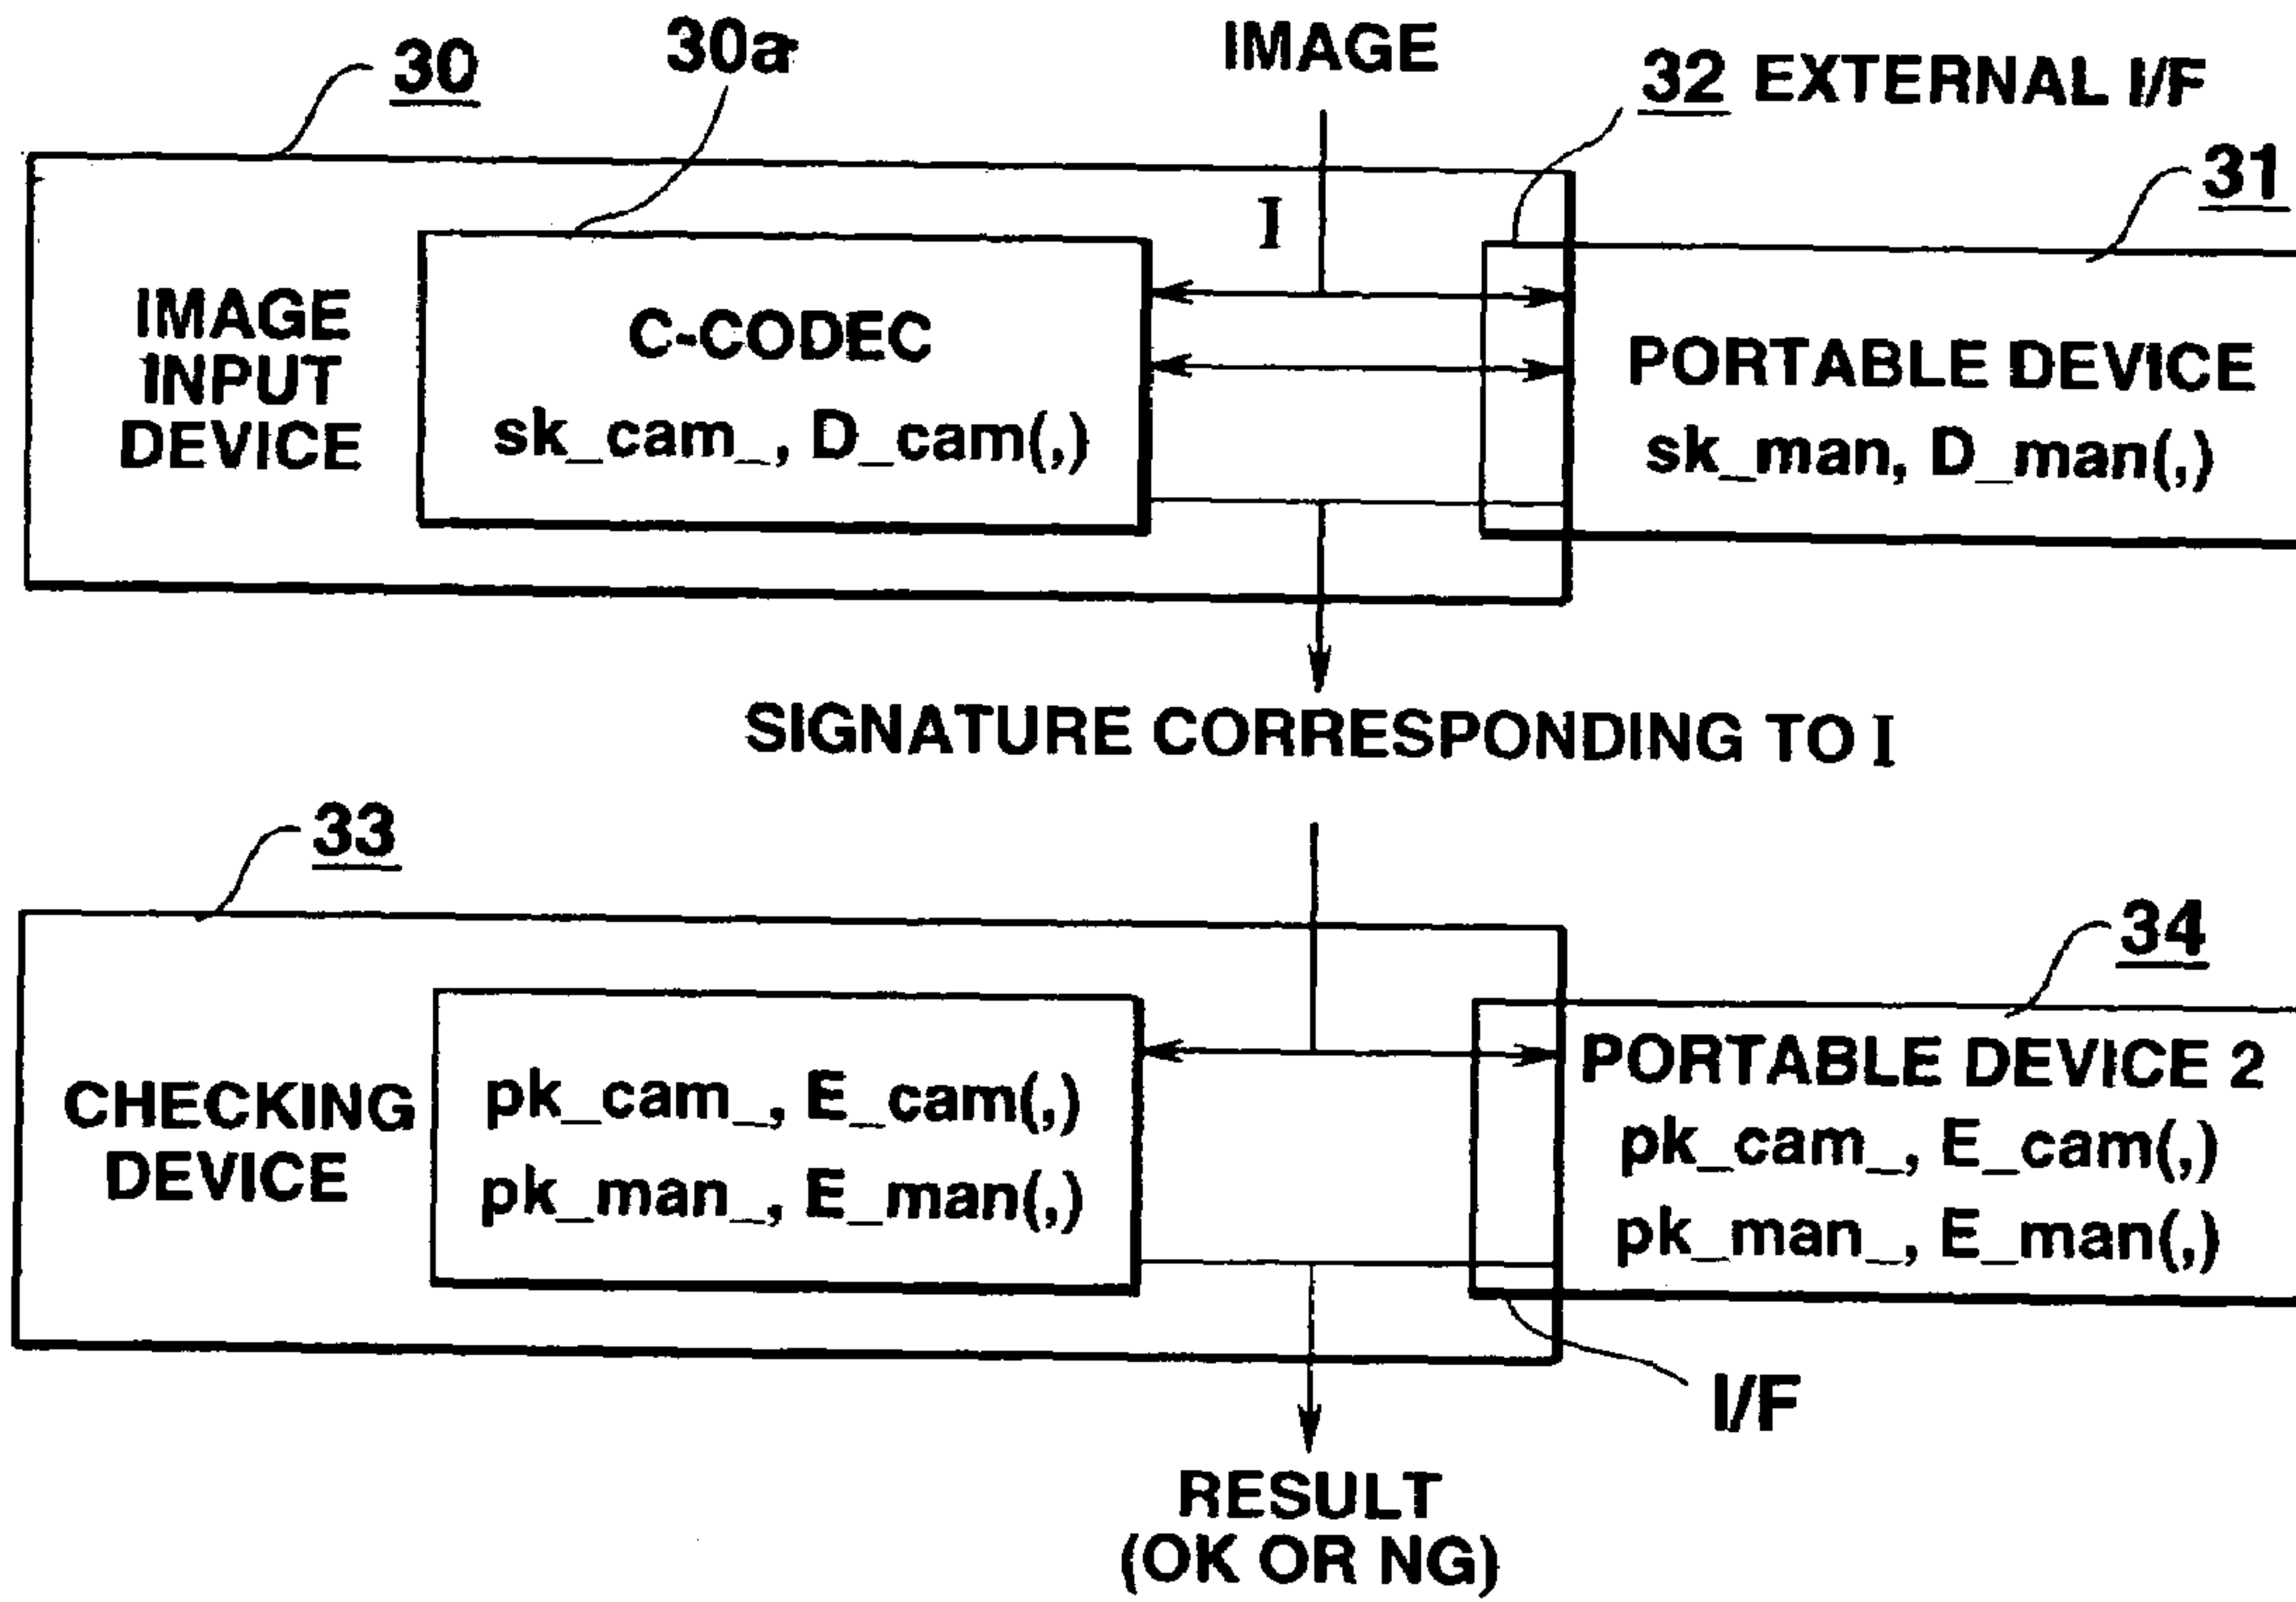 30
30a
IMAGE
32 EXTERNAL I/F
31
I
IMAGE
INPUT
DEVICE
C-CODEC
sk_cam_, D_cam(,)
PORTABLE DEVICE
sk_man, D_man(,)
SIGNATURE CORRESPONDING TO I
33
34
CHECKING
DEVICE
pk_cam_, E_cam(,)
pk_man_, E_man(,)
PORTABLE DEVICE 2
pk_cam_, E_cam(,)
pk_man_, E_man(,)
I/F
RESULT
(OK OR NG)